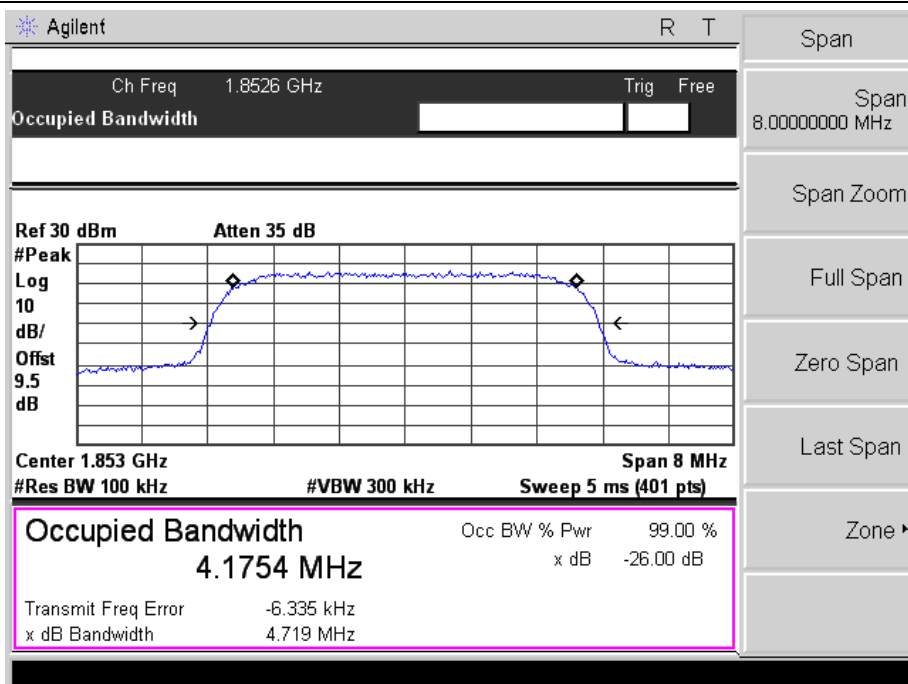 Agilent R T
Ch Freq 1.8526 GHz Trig Free
Occupied Bandwidth
Ref 30 dBm Atten 35 dB
#Peak
Log
10
dB/
Offst
9.5
dB
Center 1.853 GHz Span 8 MHz
#Res BW 100 kHz #VBW 300 kHz Sweep 5 ms (401 pts)
Occupied Bandwidth
4.1754 MHz
Occ BW % Pwr 99.00 %
x dB -26.00 dB
Transmit Freq Error -6.335 kHz
x dB Bandwidth 4.719 MHz
Span
Span
8.00000000 MHz
Span Zoom
Full Span
Zero Span
Last Span
Zone